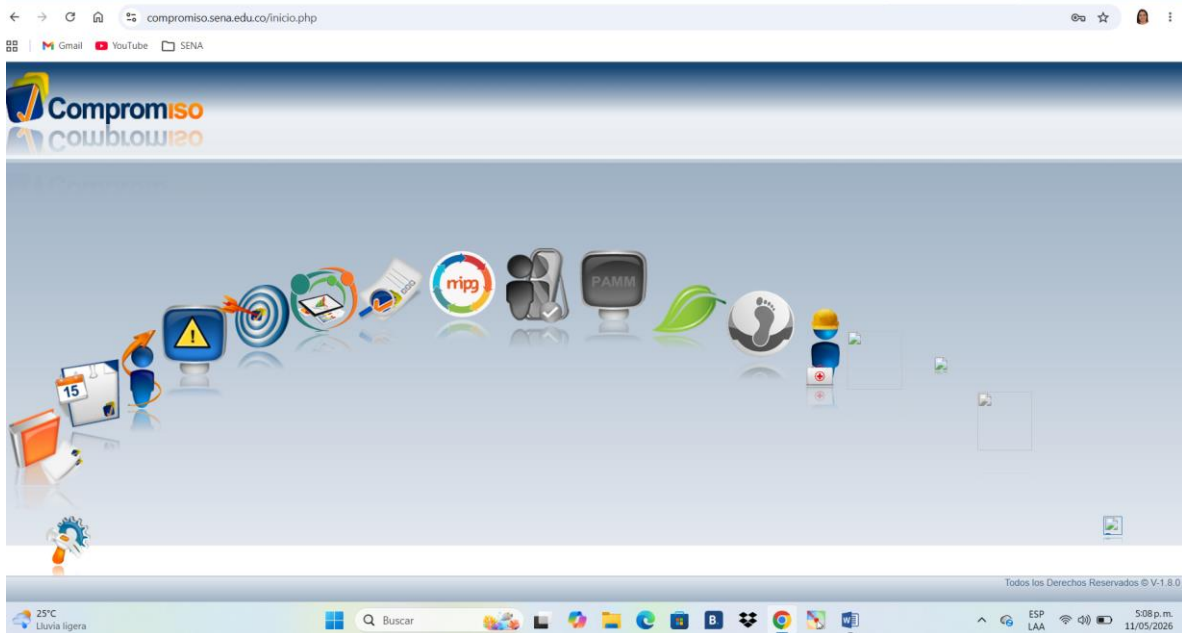 compromiso.sena.edu.co/inicio.php
Gmail YouTube SENA
Compromiso
mipg
PAMM
15
Todos los Derechos Reservados © V-1.8.0
25°C
Lluvia ligera
Buscar
B.
ESP
LAA
5:08 p. m.
11/05/2026